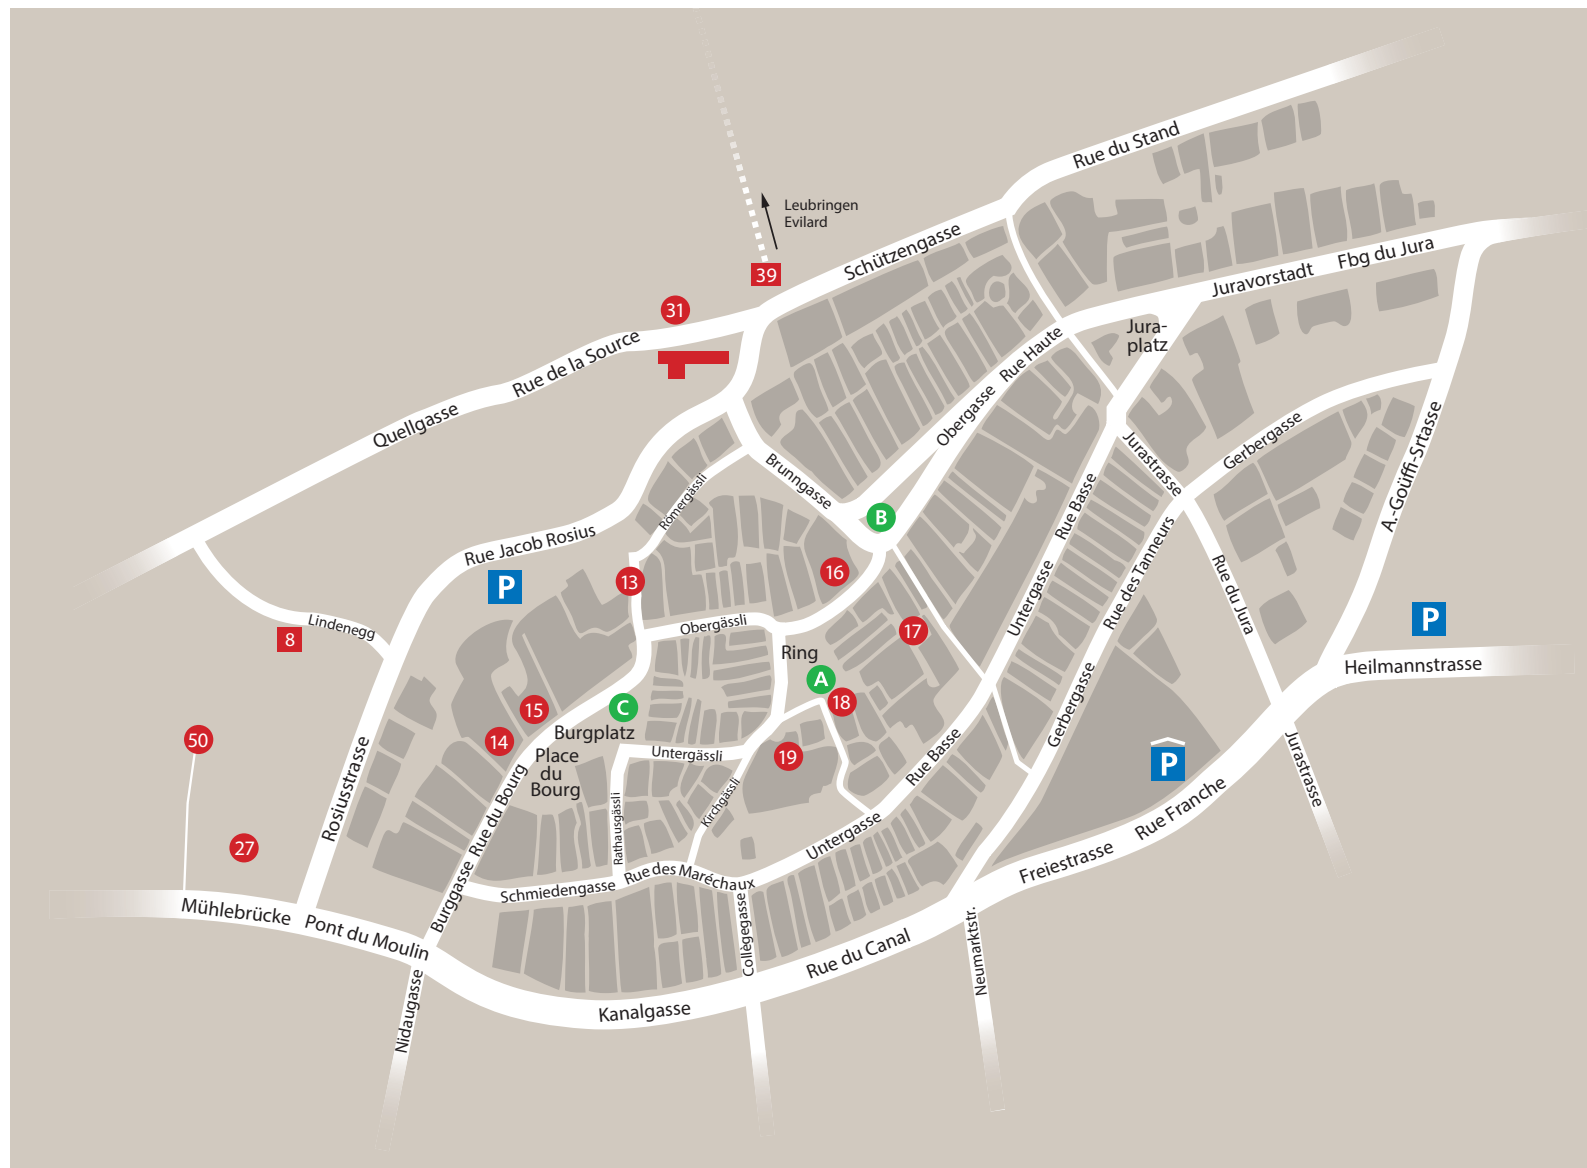 Rue du Stand
Leubringen
Evilard
Schützengasse
39
Fbg du Jura
Juravorstadt
31
Jura-
platz
Rue de la Source
Rue Haute
Obergasse
Quellgasse
Gerbergasse
Jurastrasse
A.-Goüffi-Srtasse
Brunngasse
Römergässli
Rue Basse
B
Rue Jacob Rosius
Rue des Tanneurs
P
13
16
Untergasse
Rue du Jura
Lindenegg
8
Obergässli
17
P
Ring
Heilmannstrasse
A
18
C
15
14
Burgplatz
Place
du
Bourg
50
Gerbergasse
Untergässli
19
Rue Basse
P
Jurastrasse
Rosiusstrasse
Rue du Bourg
Kirchgässli
Rathausgässli
Rue Franche
27
Untergasse
Freiestrasse
Rue des Maréchaux
Schmiedengasse
Burggasse
Mühlebrücke
Pont du Moulin
Collègegasse
Rue du Canal
Neumarktstr.
Nidaugasse
Kanalgasse